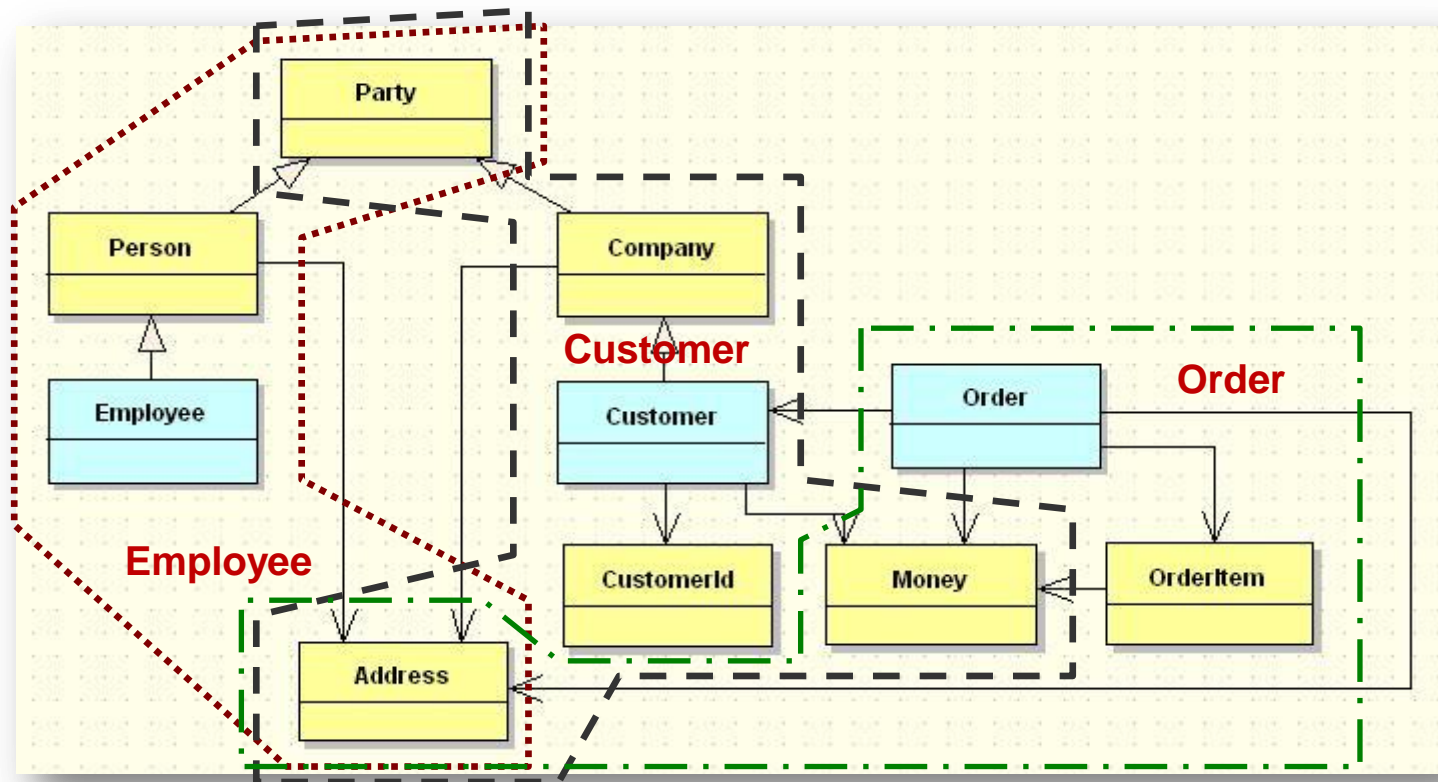 Party
Person
Company
Customer
Order
Employee
Customer
Order
Employee
CustomerId
Money
OrderItem
Address